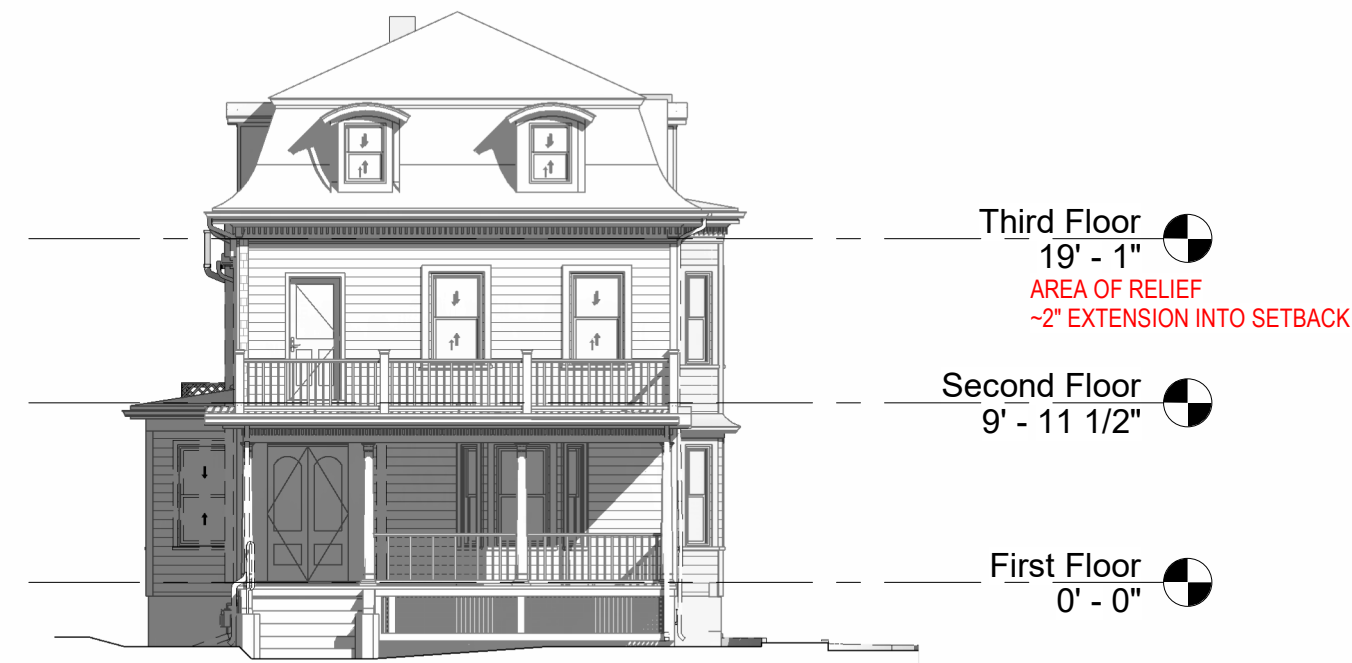 Third Floor
19' - 1"
AREA OF RELIEF
~2" EXTENSION INTO SETBACK
Second Floor
9' - 11 1/2"
First Floor
0' - 0"